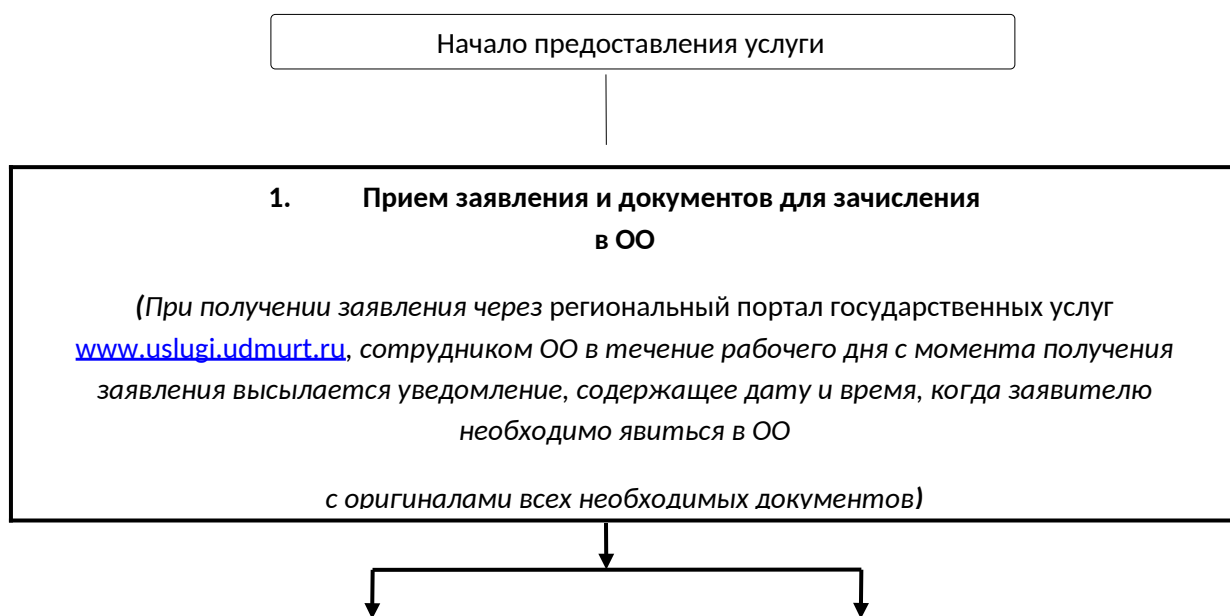 Начало предоставления услуги
1. Прием заявления и документов для зачисления
в ОО
(При получении заявления через региональный портал государственных услуг
www.uslugi.udmurt.ru, сотрудником ОО в течение рабочего дня с момента получения
заявления высылается уведомление, содержащее дату и время, когда заявителю
необходимо явиться в ОО
с оригиналами всех необходимых документов)